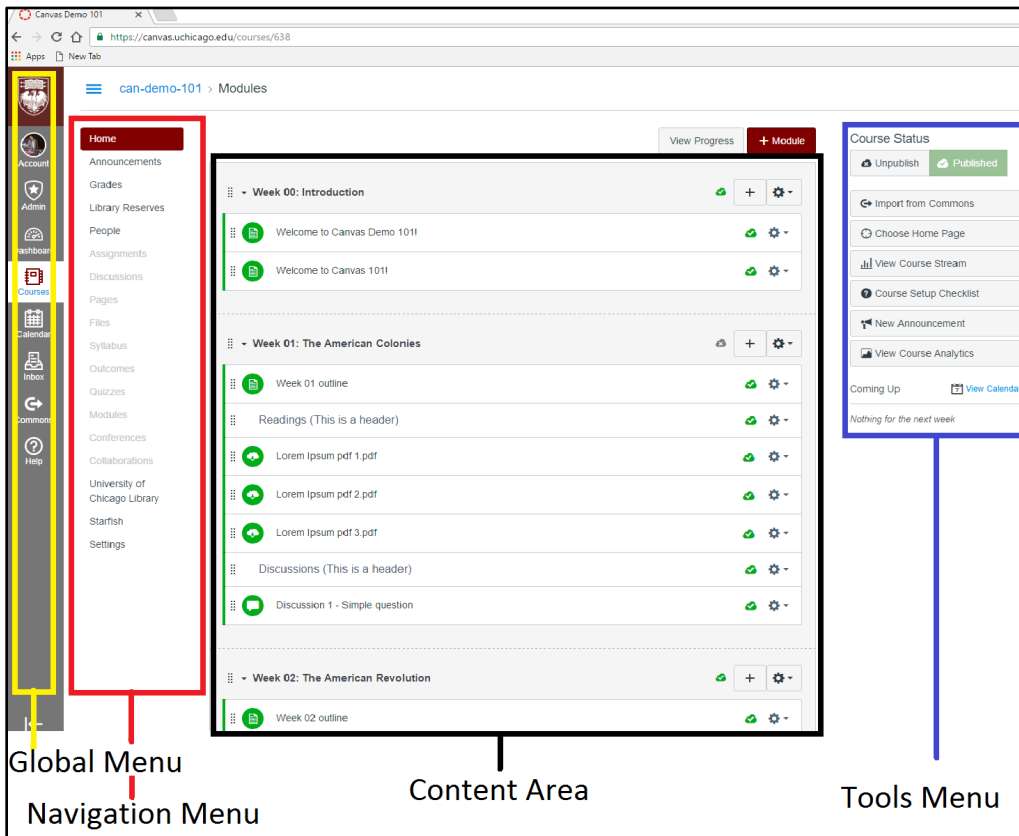 Canvas Demo 101
https://canvas.uchicago.edu/courses/638
Apps New Tab
can-demo-101 > Modules
Account
Admin
Dashboard
Courses
Calendar
Inbox
Commons
Help
Home
Announcements
Grades
Library Reserves
People
Assignments
Discussions
Pages
Files
Syllabus
Outcomes
Quizzes
Modules
Conferences
Collaborations
University of
Chicago Library
Starfish
Settings
View Progress + Module
Week 00: Introduction
Welcome to Canvas Demo 101!
Welcome to Canvas 101!
Week 01: The American Colonies
Week 01 outline
Readings (This is a header)
Lorem Ipsum pdf 1.pdf
Lorem Ipsum pdf 2.pdf
Lorem Ipsum pdf 3.pdf
Discussions (This is a header)
Discussion 1 - Simple question
Week 02: The American Revolution
Week 02 outline
Course Status
Unpublish Published
Import from Commons
Choose Home Page
View Course Stream
Course Setup Checklist
New Announcement
View Course Analytics
Coming Up 7 View Calenda
Nothing for the next week
Global Menu
Navigation Menu
Content Area
Tools Menu